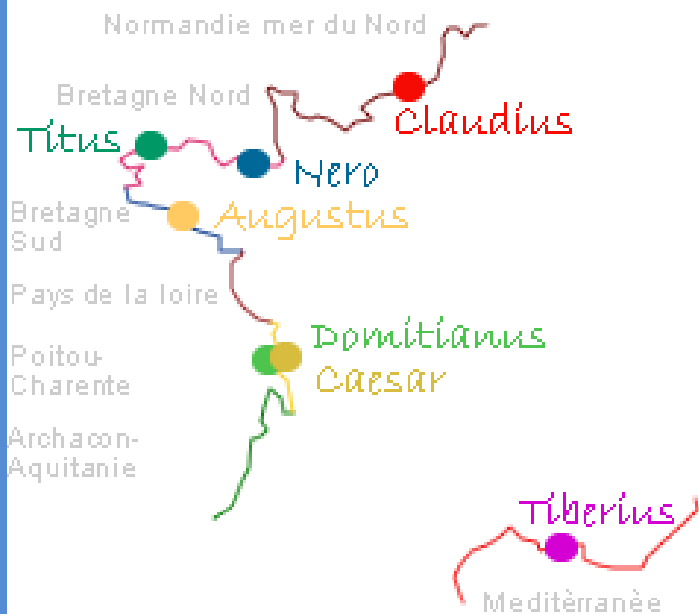 Normandie mer du Nord
Bretagne Nord
Claudius
Titus
Nero
Bretagne
Sud
Augustus
Pays de la loire
Domitianus
Poitou-
Charente
Caesar
Archacon-
Aquitanie
Tiberius
Meditèrranèe